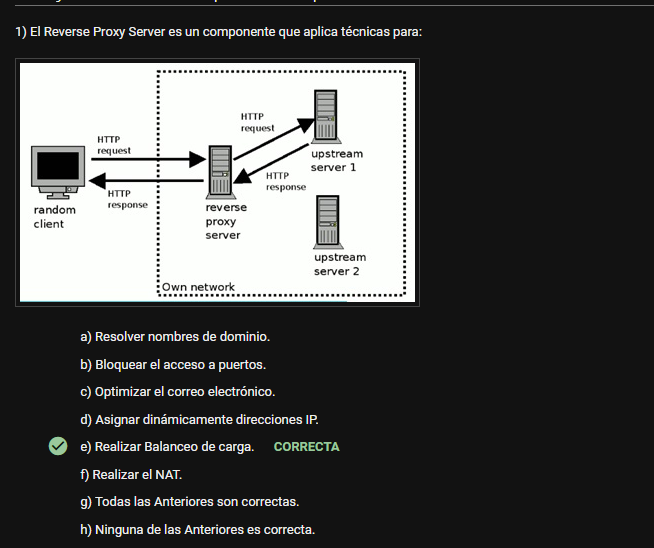 1) El Reverse Proxy Server es un componente que aplica técnicas para:
HTTP
request
HTTP
request
upstream
server 1
HTTP
response
HTTP
response
random
client
reverse
proxy
server
upstream
server 2
Own network
a) Resolver nombres de dominio.
b) Bloquear el acceso a puertos.
c) Optimizar el correo electrónico.
d) Asignar dinámicamente direcciones IP.
e) Realizar Balanceo de carga. CORRECTA
f) Realizar el NAT.
g) Todas las Anteriores son correctas.
h) Ninguna de las Anteriores es correcta.